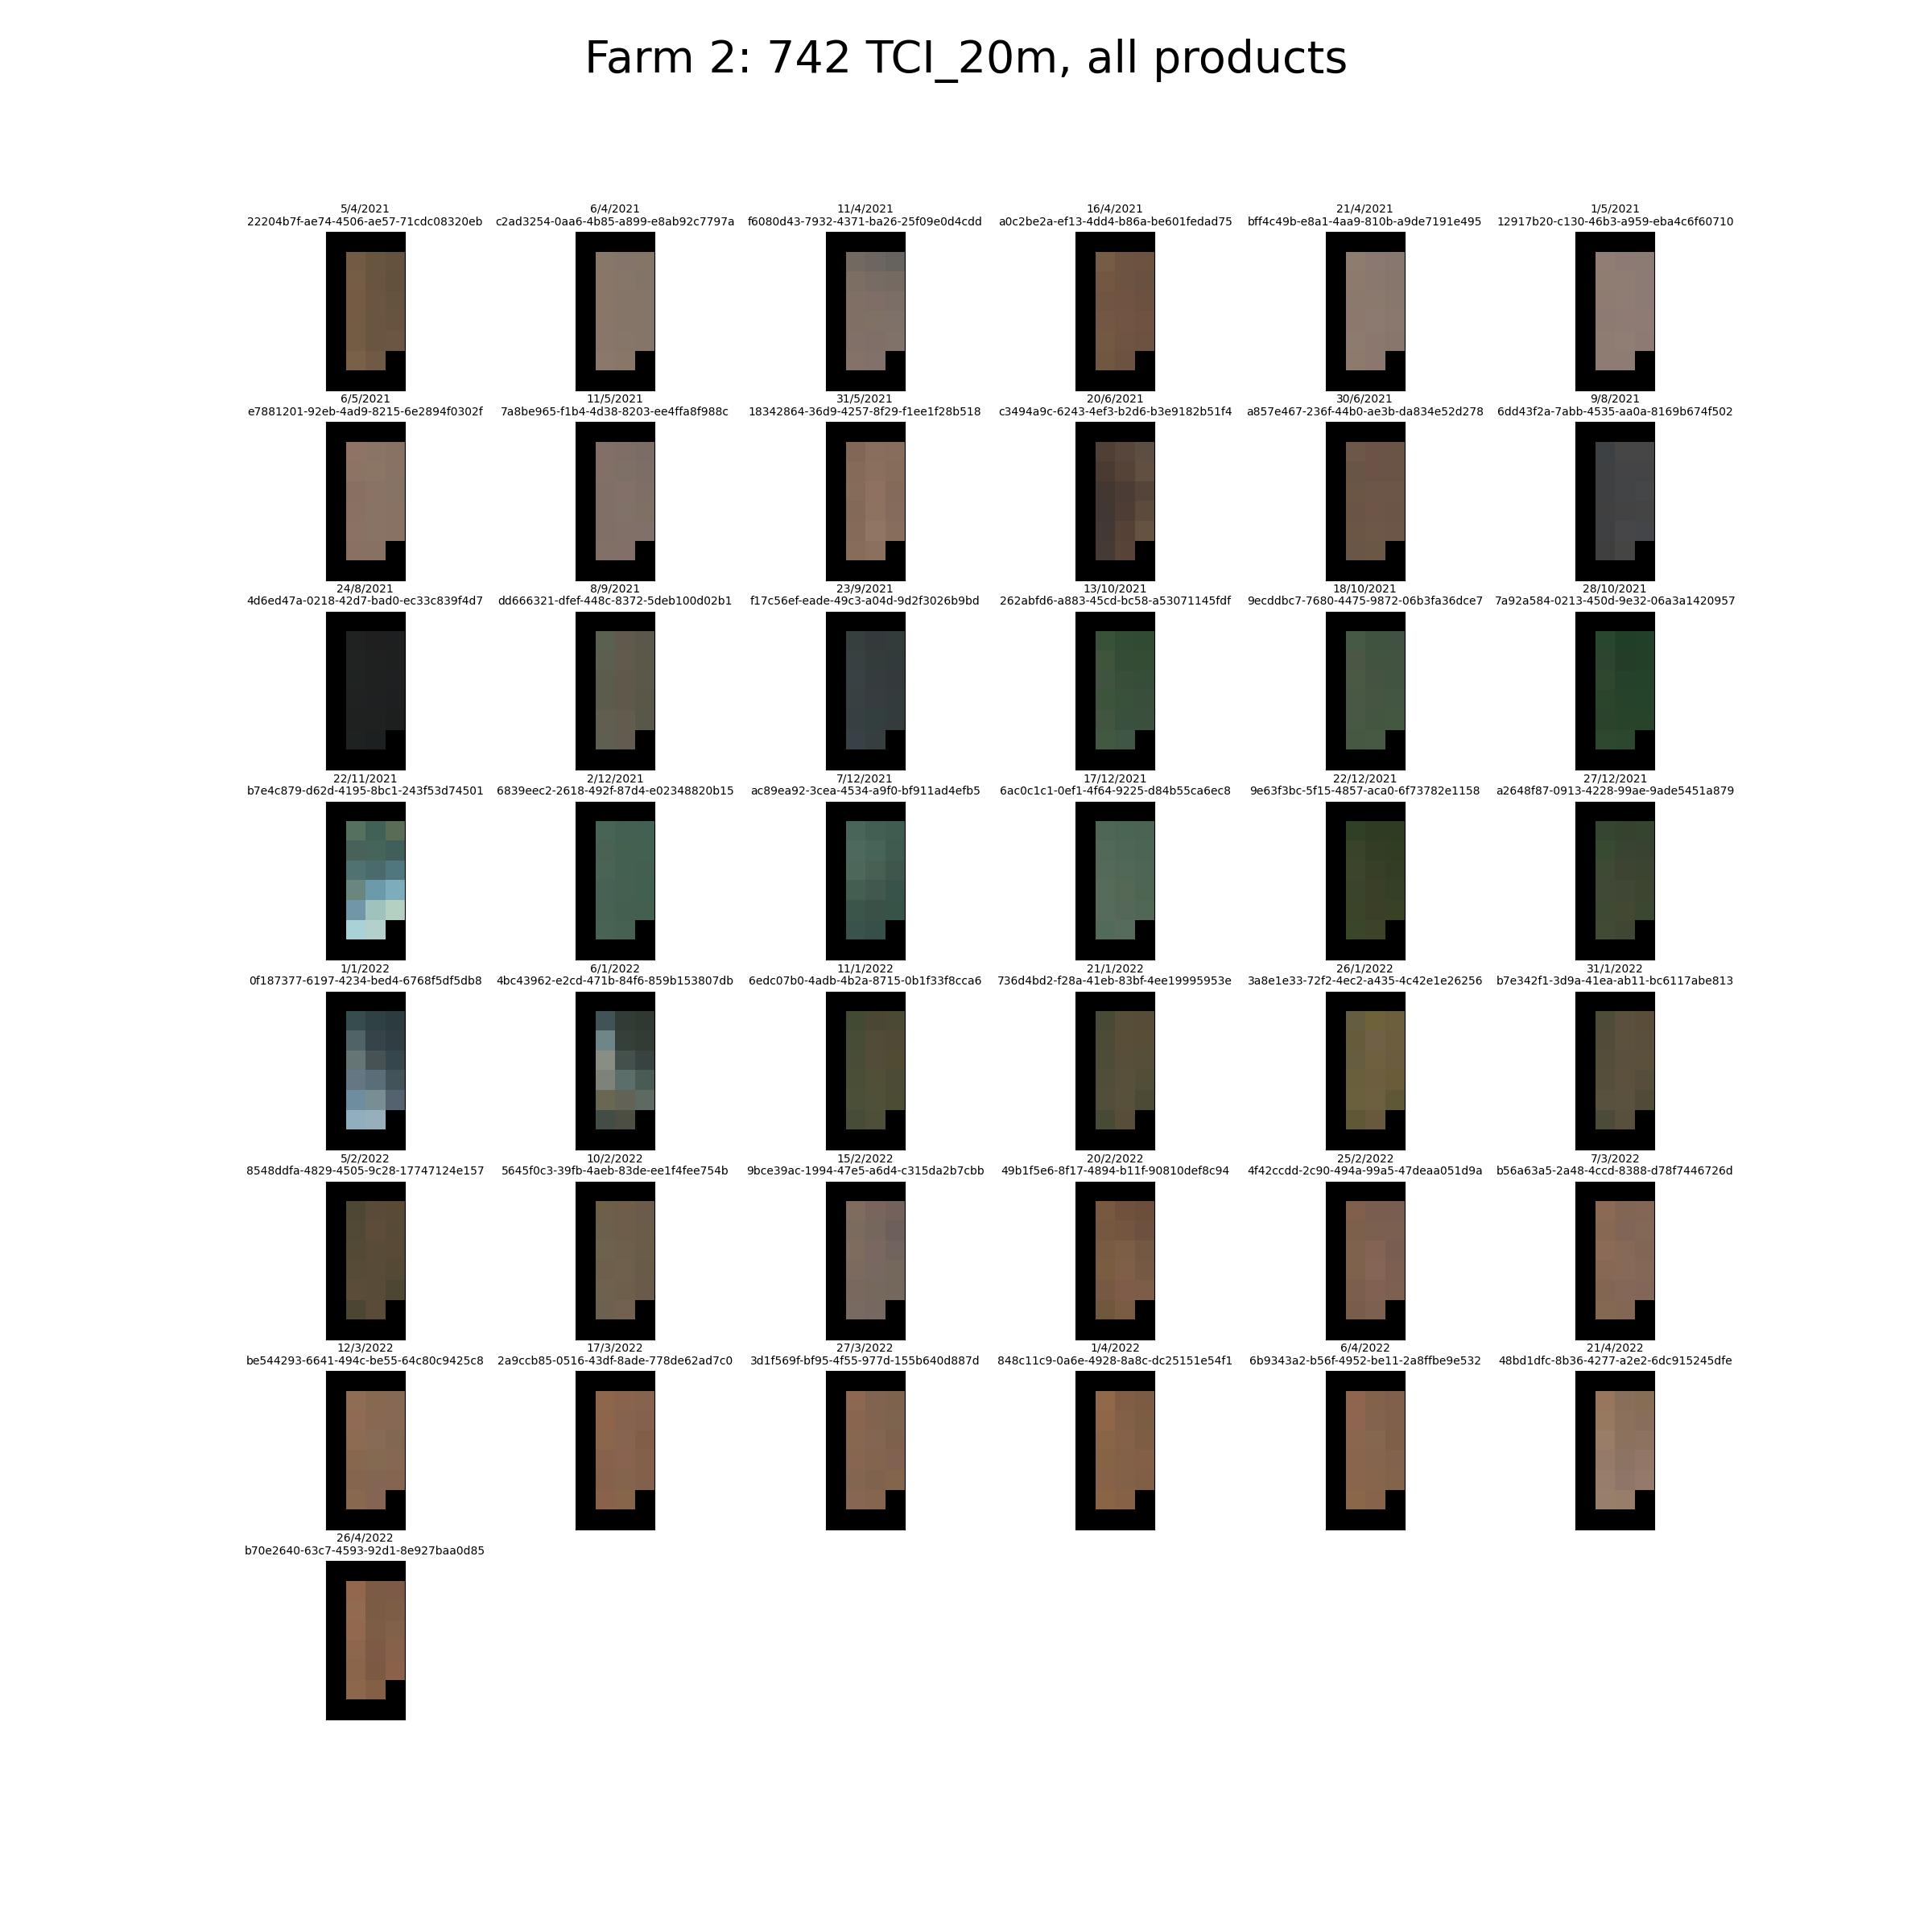 Farm 2: 742 TCI_20m, all products
5/4/2021 6/4/2021 11/4/2021 16/4/2021 21/4/2021 1/5/2021
22204b7f-ae74-4506-ae57-71cdc08320eb c2ad3254-0aa6-4b85-a899-e8ab92c7797a f6080d43-7932-4371-ba26-25f09e0d4cdd a0c2be2a-ef13-4dd4-b86a-be601fedad75 bff4c49b-e8a1-4aa9-810b-a9de7191e495 12917b20-c130-46b3-a959-eba4c6f60710
6/5/2021 11/5/2021 31/5/2021 20/6/2021 30/6/2021 9/8/2021
e7881201-92eb-4ad9-8215-6e2894f0302f 7a8be965-f1b4-4d38-8203-ee4ffa8f988c 18342864-36d9-4257-8f29-f1ee1f28b518 c3494a9c-6243-4ef3-b2d6-b3e9182b51f4 a857e467-236f-44b0-ae3b-da834e52d278 6dd43f2a-7abb-4535-aa0a-8169b674f502
24/8/2021 8/9/2021 23/9/2021 13/10/2021 18/10/2021 28/10/2021
4d6ed47a-0218-42d7-bad0-ec33c839f4d7 dd666321-dfef-448c-8372-5deb100d02b1 f17c56ef-eade-49c3-a04d-9d2f3026b9bd 262abfd6-a883-45cd-bc58-a53071145fdf 9ecddbc7-7680-4475-9872-06b3fa36dce7 7a92a584-0213-450d-9e32-06a3a1420957
22/11/2021 2/12/2021 7/12/2021 17/12/2021 22/12/2021 27/12/2021
b7e4c879-d62d-4195-8bc1-243f53d74501 6839eec2-2618-492f-87d4-e02348820b15 ac89ea92-3cea-4534-a9f0-bf911ad4efb5 6ac0c1c1-0ef1-4f64-9225-d84b55ca6ec8 9e63f3bc-5f15-4857-aca0-6f73782e1158 a2648f87-0913-4228-99ae-9ade5451a879
1/1/2022 6/1/2022 11/1/2022 21/1/2022 26/1/2022 31/1/2022
0f187377-6197-4234-bed4-6768f5df5db8 4bc43962-e2cd-471b-84f6-859b153807db 6edc07b0-4adb-4b2a-8715-0b1f33f8cca6 736d4bd2-f28a-41eb-83bf-4ee19995953e 3a8e1e33-72f2-4ec2-a435-4c42e1e26256 b7e342f1-3d9a-41ea-ab11-bc6117abe813
5/2/2022 10/2/2022 15/2/2022 20/2/2022 25/2/2022 7/3/2022
8548ddfa-4829-4505-9c28-17747124e157 5645f0c3-39fb-4aeb-83de-ee1f4fee754b 9bce39ac-1994-47e5-a6d4-c315da2b7cbb 49b1f5e6-8f17-4894-b11f-90810def8c94 4f42ccdd-2c90-494a-99a5-47deaa051d9a b56a63a5-2a48-4ccd-8388-d78f7446726d
12/3/2022 17/3/2022 27/3/2022 1/4/2022 6/4/2022 21/4/2022
be544293-6641-494c-be55-64c80c9425c8 2a9ccb85-0516-43df-8ade-778de62ad7c0 3d1f569f-bf95-4f55-977d-155b640d887d 848c11c9-0a6e-4928-8a8c-dc25151e54f1 6b9343a2-b56f-4952-be11-2a8ffbe9e532 48bd1dfc-8b36-4277-a2e2-6dc915245dfe
26/4/2022
b70e2640-63c7-4593-92d1-8e927baa0d85